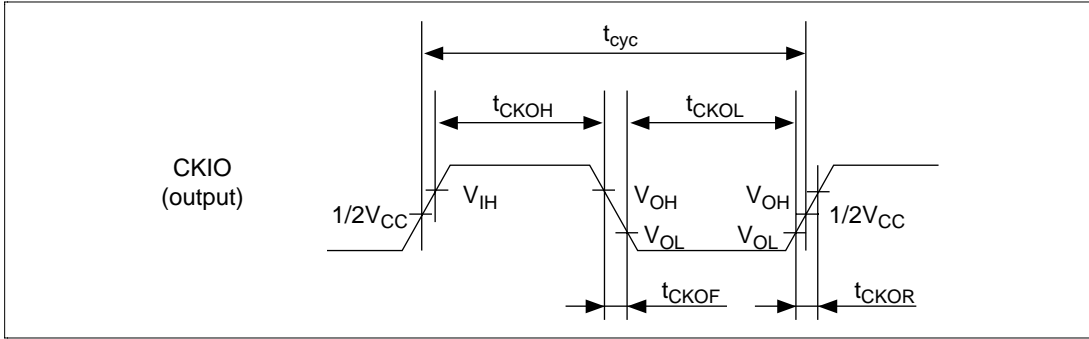 tcyc
tCKOH
tCKOL
CKIO
(output)
VIH
VOH
VOH
1/2VCC
1/2VCC
VOL
VOL
tCKOF
tCKOR